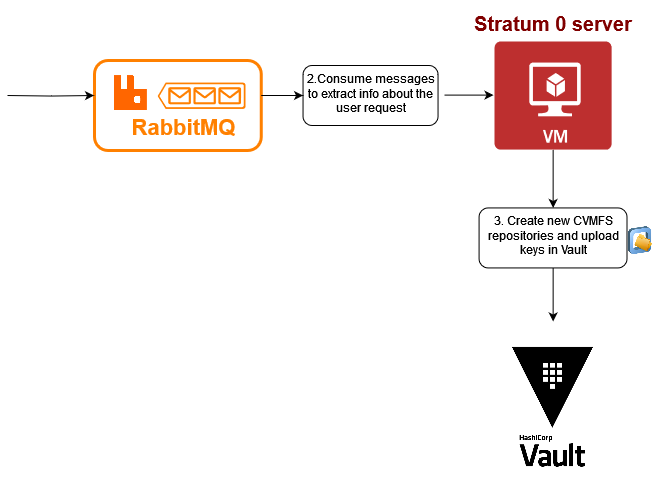 Stratum 0 server
2.Consume messages
to extract info about the
user request
RabbitMQ
VM
3. Create new CVMFS
repositories and upload
keys in Vault
HashiCorp
Vault